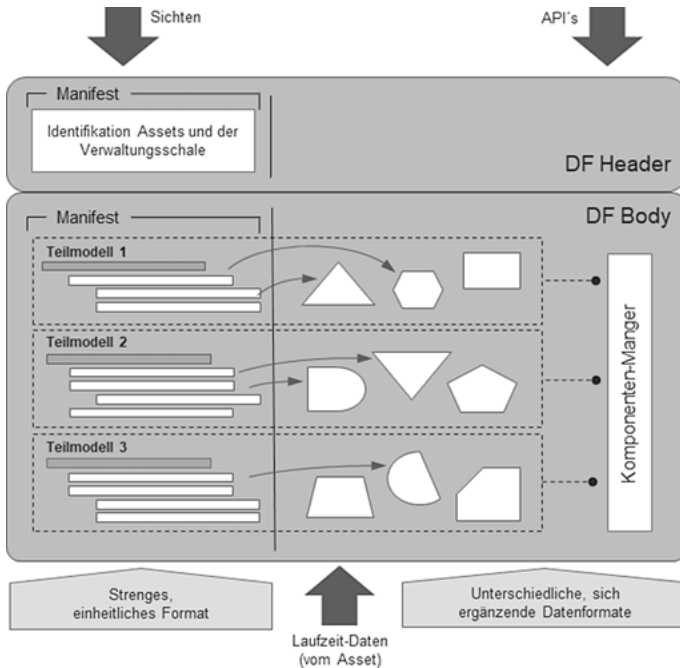 Sichten
API´s
Manifest
Identifikation Assets und der
Verwaltungsschale
DF Header
Manifest
DF Body
Teilmodell 1
Teilmodell 2
Teilmodell 3
Komponenten-Manger
Strenges,
einheitliches Format
Unterschiedliche, sich
ergänzende Datenformate
Laufzeit-Daten
(vom Asset)